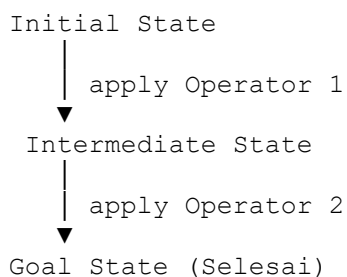 Initial State
apply Operator 1
Intermediate State
apply Operator 2
Goal State (Selesai)